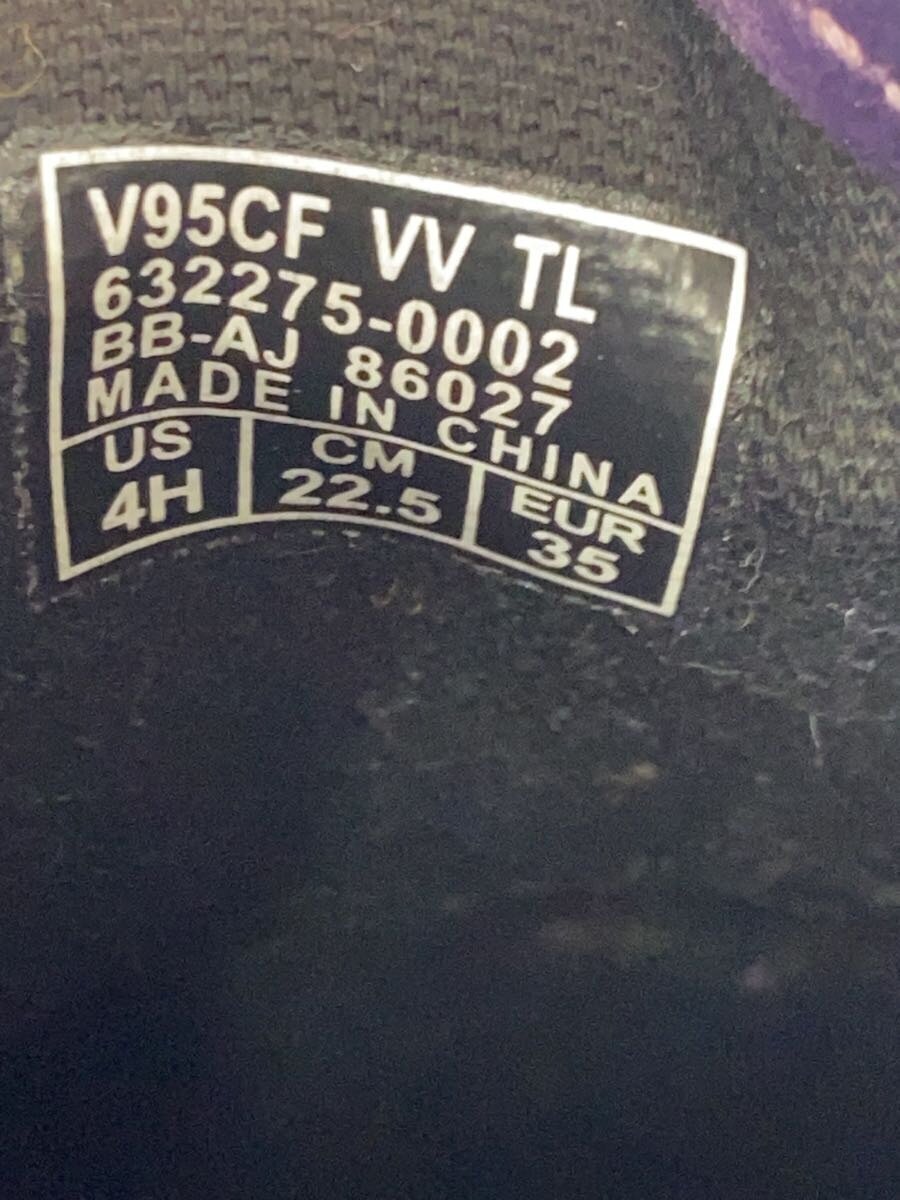 V95CF VV TL
632275-0002
BB-AJ 86027
MADE IN CHINA
US CM EUR
4H 22.5 35